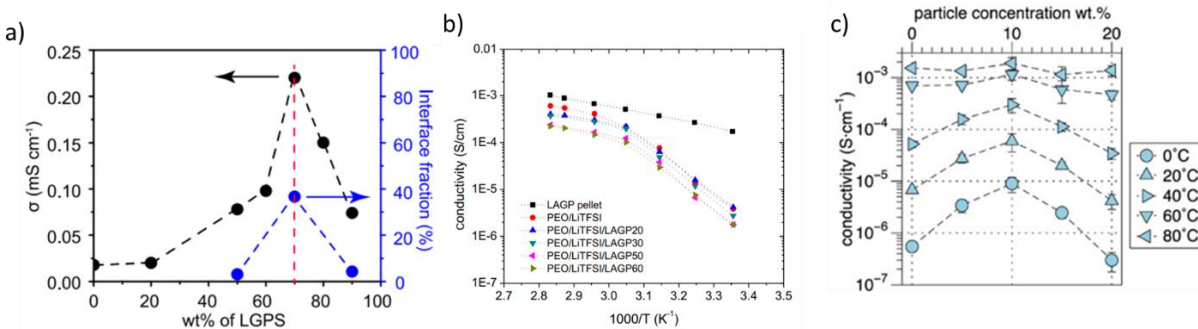 a)
0.25
0.20
0.15
0.10
0.05
0.00
σ (mS cm⁻¹)
0 20 40 60 80 100
wt% of LGPS
100
80
60
40
20
0
Interface fraction (%)
b)
0.01
1E-3
1E-4
1E-5
1E-6
1E-7
conductivity (S/cm)
LAGP pellet
PEO/LiTFSI
PEO/LiTFSI/LAGP20
PEO/LiTFSI/LAGP30
PEO/LiTFSI/LAGP50
PEO/LiTFSI/LAGP60
2.7 2.8 2.9 3.0 3.1 3.2 3.3 3.4 3.5
1000/T (K⁻¹)
c)
particle concentration wt.%
0 10 20
10⁻³
10⁻⁴
10⁻⁵
10⁻⁶
10⁻⁷
conductivity (S·cm⁻¹)
0 10 20
0˚C
20˚C
40˚C
60˚C
80˚C